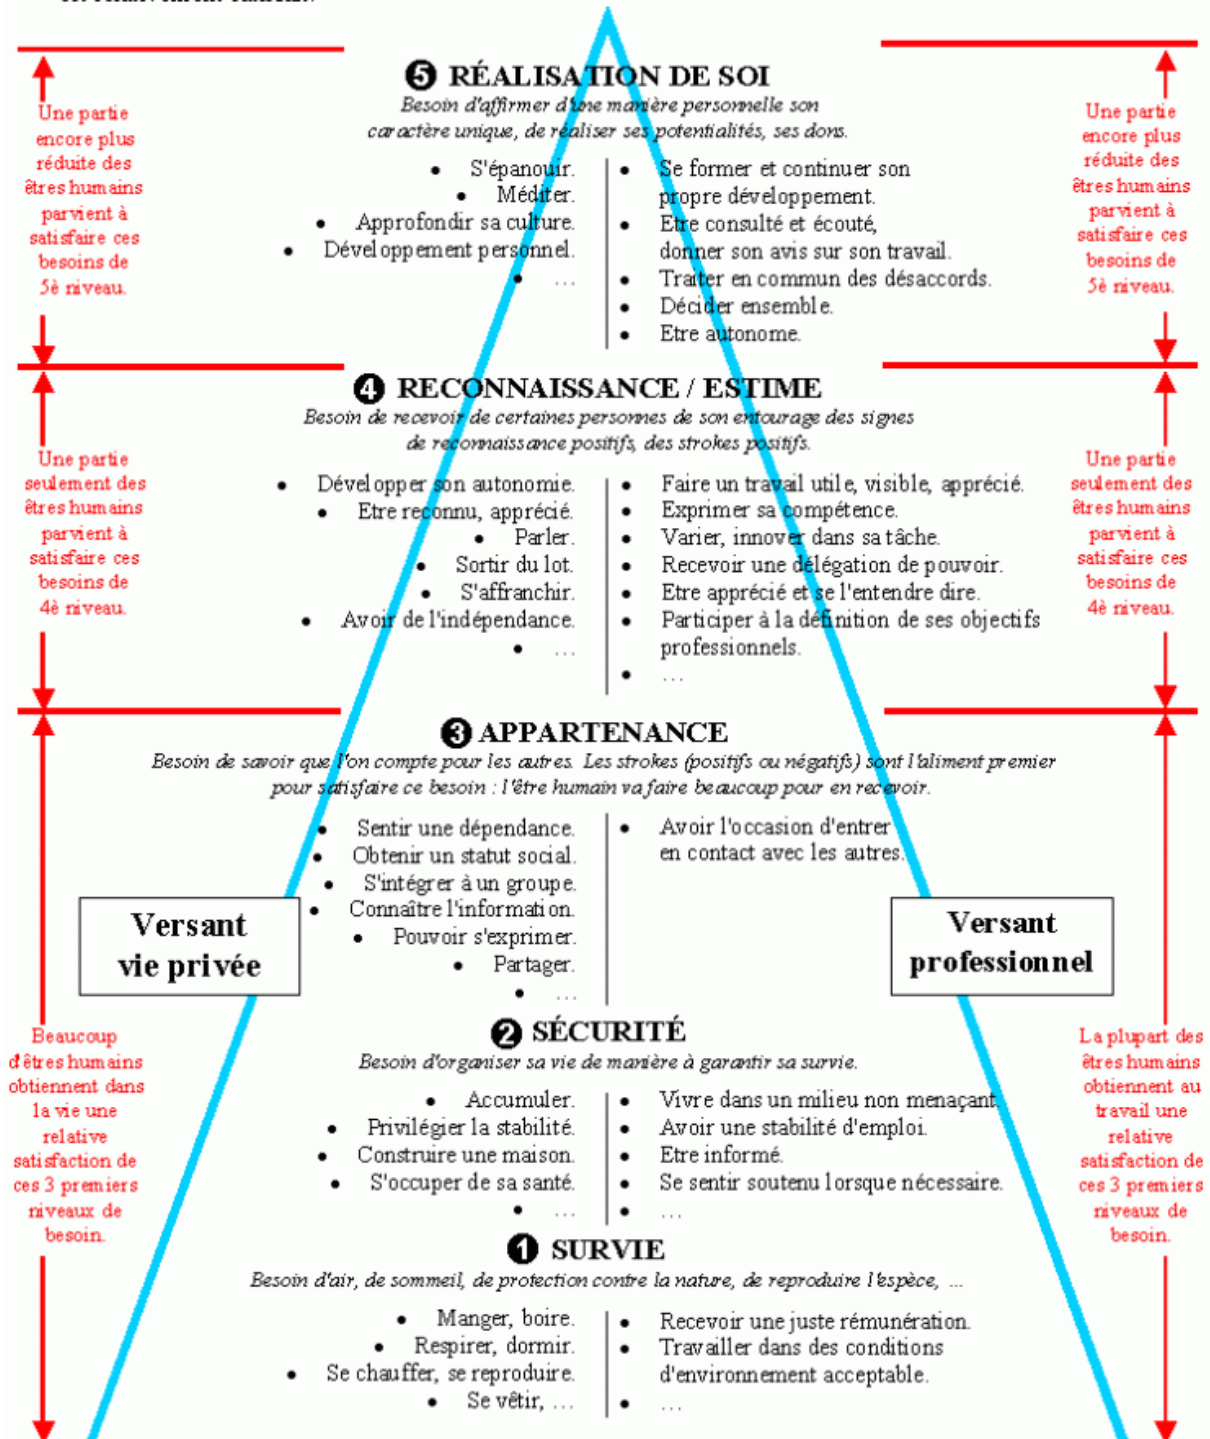 ❺ RÉALISATION DE SOI
Besoin d'affirmer d'une manière personnelle son
caractère unique, de réaliser ses potentialités, ses dons.
• S'épanouir.
• Méditer.
• Approfondir sa culture.
• Développement personnel.
• …
• Se former et continuer son
propre développement.
• Etre consulté et écouté,
donner son avis sur son travail.
• Traiter en commun des désaccords.
• Décider ensemble.
• Etre autonome.
Une partie
encore plus
réduite des
êtres humains
parvient à
satisfaire ces
besoins de
5è niveau.
Une partie
encore plus
réduite des
êtres humains
parvient à
satisfaire ces
besoins de
5è niveau.
❹ RECONNAISSANCE / ESTIME
Besoin de recevoir de certaines personnes de son entourage des signes
de reconnaissance positifs, des strokes positifs.
• Développer son autonomie.
• Etre reconnu, apprécié.
• Parler.
• Sortir du lot.
• S'affranchir.
• Avoir de l'indépendance.
• …
• Faire un travail utile, visible, apprécié.
• Exprimer sa compétence.
• Varier, innover dans sa tâche.
• Recevoir une délégation de pouvoir.
• Etre apprécié et se l'entendre dire.
• Participer à la définition de ses objectifs
professionnels.
• …
Une partie
seulement des
êtres humains
parvient à
satisfaire ces
besoins de
4è niveau.
Une partie
seulement des
êtres humains
parvient à
satisfaire ces
besoins de
4è niveau.
❸ APPARTENANCE
Besoin de savoir que l'on compte pour les autres. Les strokes (positifs ou négatifs) sont l'aliment premier
pour satisfaire ce besoin : l'être humain va faire beaucoup pour en recevoir.
• Sentir une dépendance.
• Obtenir un statut social.
• S'intégrer à un groupe.
• Connaître l'information.
• Pouvoir s'exprimer.
• Partager.
• …
• Avoir l'occasion d'entrer
en contact avec les autres.
Versant
vie privée
Versant
professionnel
❷ SÉCURITÉ
Besoin d'organiser sa vie de manière à garantir sa survie.
• Accumuler.
• Privilégier la stabilité.
• Construire une maison.
• S'occuper de sa santé.
• …
• Vivre dans un milieu non menaçant.
• Avoir une stabilité d'emploi.
• Etre informé.
• Se sentir soutenu lorsque nécessaire.
• …
Beaucoup
d'êtres humains
obtiennent dans
la vie une
relative
satisfaction de
ces 3 premiers
niveaux de
besoin.
La plupart des
êtres humains
obtiennent au
travail une
relative
satisfaction de
ces 3 premiers
niveaux de
besoin.
❶ SURVIE
Besoin d'air, de sommeil, de protection contre la nature, de reproduire l'espèce, …
• Manger, boire.
• Respirer, dormir.
• Se chauffer, se reproduire.
• Se vêtir, …
• Recevoir une juste rémunération.
• Travailler dans des conditions
d'environnement acceptable.
• …